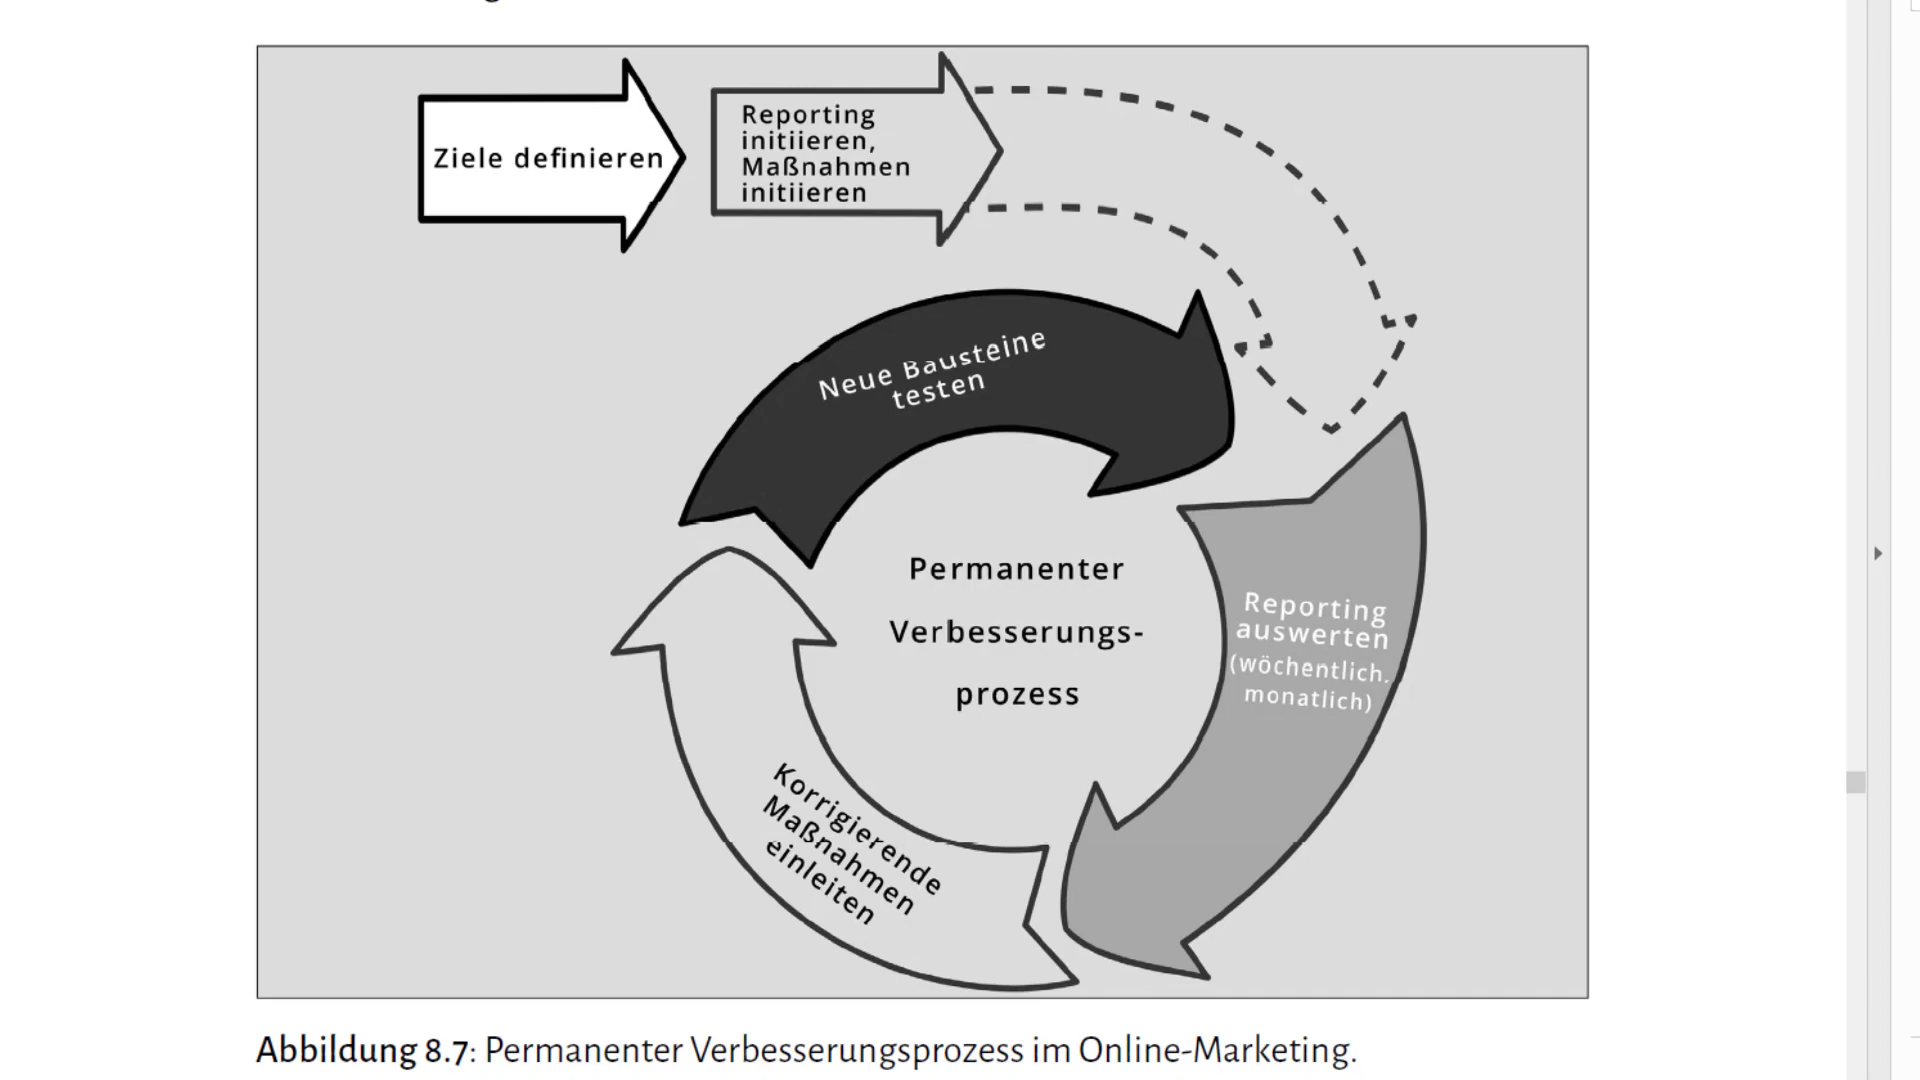 Ziele definieren
Reporting
initiieren,
Maßnahmen
initiieren
Neue Bausteine
testen
Permanenter
Verbesserungs-
prozess
Reporting
auswerten
(wöchentlich,
monatlich)
Korrigierende
Maßnahmen
einleiten
Abbildung 8.7: Permanenter Verbesserungsprozess im Online-Marketing.